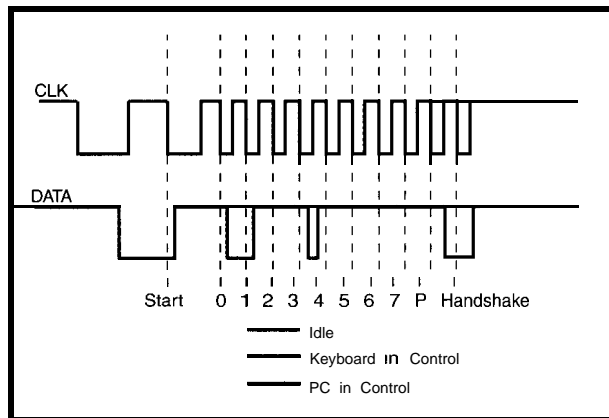 CLK
DATA
Start 0 1 2 3 4 5 6 7 P Handshake
Idle
Keyboard in Control
PC in Control